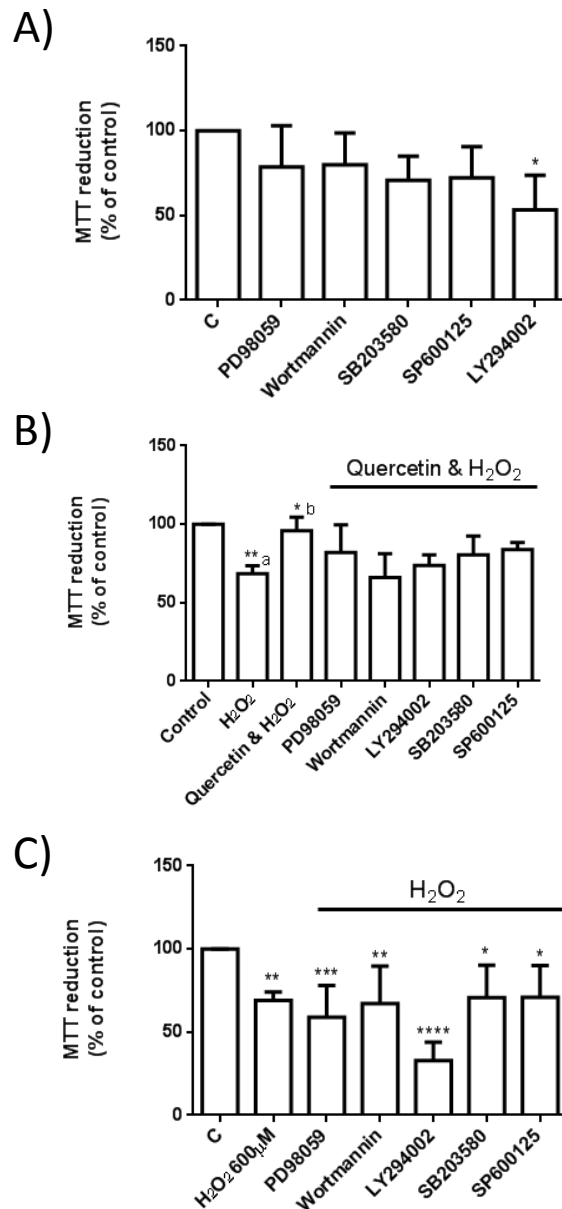 A)
MTT reduction
(% of control)
150
100
50
0
*
C
PD98059
Wortmannin
SB203580
SP600125
LY294002
B)
MTT reduction
(% of control)
150
100
50
0
Quercetin & H₂O₂
** a
* b
Control
H₂O₂
Quercetin & H₂O₂
PD98059
Wortmannin
LY294002
SB203580
SP600125
C)
MTT reduction
(% of control)
150
100
50
0
H₂O₂
**
***
**
****
*
*
C
H₂O₂ 600μM
PD98059
Wortmannin
LY294002
SB203580
SP600125